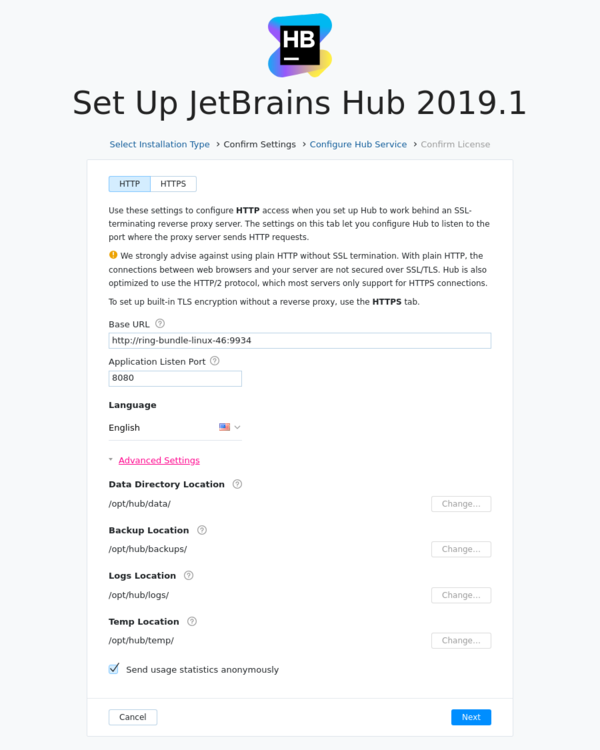 HB
Set Up JetBrains Hub 2019.1
Select Installation Type › Confirm Settings › Configure Hub Service › Confirm License
HTTP HTTPS
Use these settings to configure HTTP access when you set up Hub to work behind an SSL-
terminating reverse proxy server. The settings on this tab let you configure Hub to listen to the
port where the proxy server sends HTTP requests.
! We strongly advise against using plain HTTP without SSL termination. With plain HTTP, the
connections between web browsers and your server are not secured over SSL/TLS. Hub is also
optimized to use the HTTP/2 protocol, which most servers only support for HTTPS connections.
To set up built-in TLS encryption without a reverse proxy, use the HTTPS tab.
Base URL ?
http://ring-bundle-linux-46:9934
Application Listen Port ?
8080
Language
English
Advanced Settings
Data Directory Location ?
/opt/hub/data/ Change...
Backup Location ?
/opt/hub/backups/ Change...
Logs Location ?
/opt/hub/logs/ Change...
Temp Location ?
/opt/hub/temp/ Change...
Send usage statistics anonymously
Cancel Next